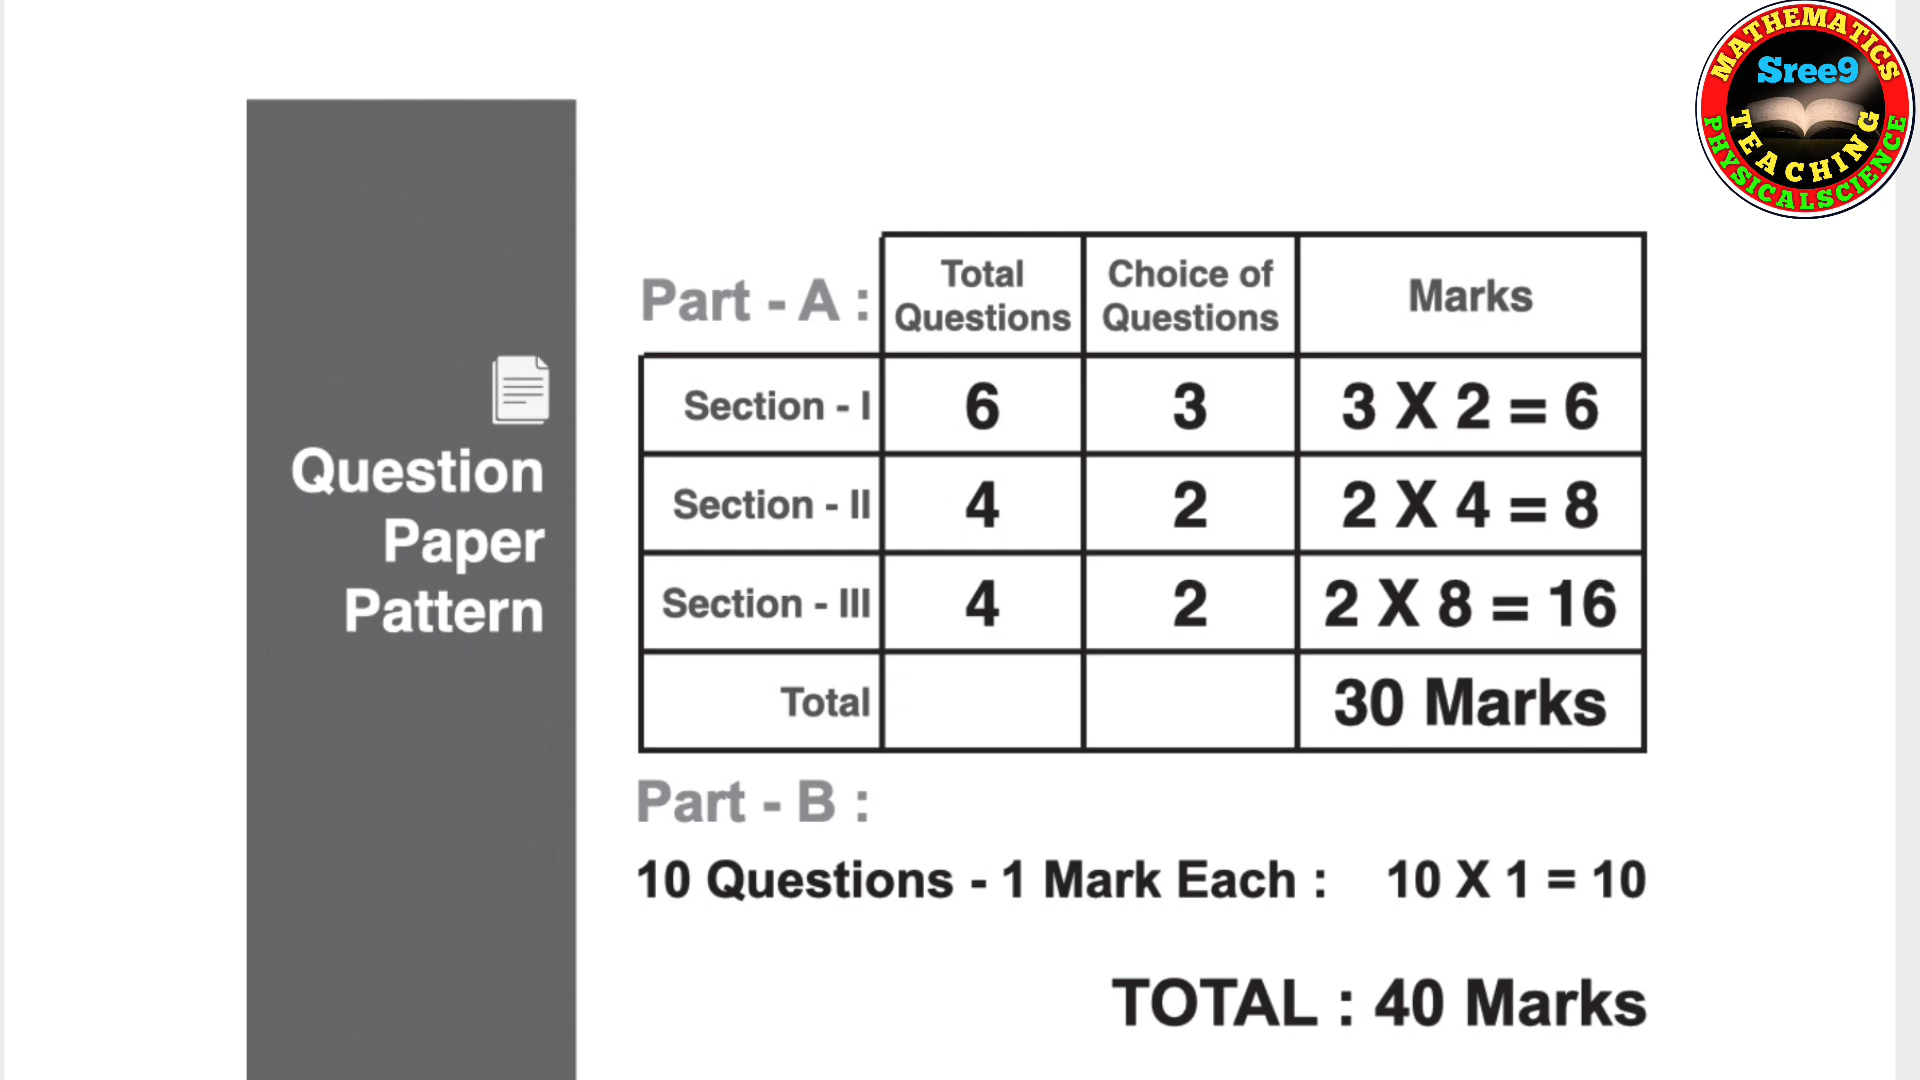 MATHEMATICS
Sree9
TEACHING
PHYSICALSCIENCE
Question
Paper
Pattern
Part - A :
Total Questions
Choice of Questions
Marks
Section - I 6 3 3 X 2 = 6
Section - II 4 2 2 X 4 = 8
Section - III 4 2 2 X 8 = 16
Total 30 Marks
Part - B :
10 Questions - 1 Mark Each : 10 X 1 = 10
TOTAL : 40 Marks